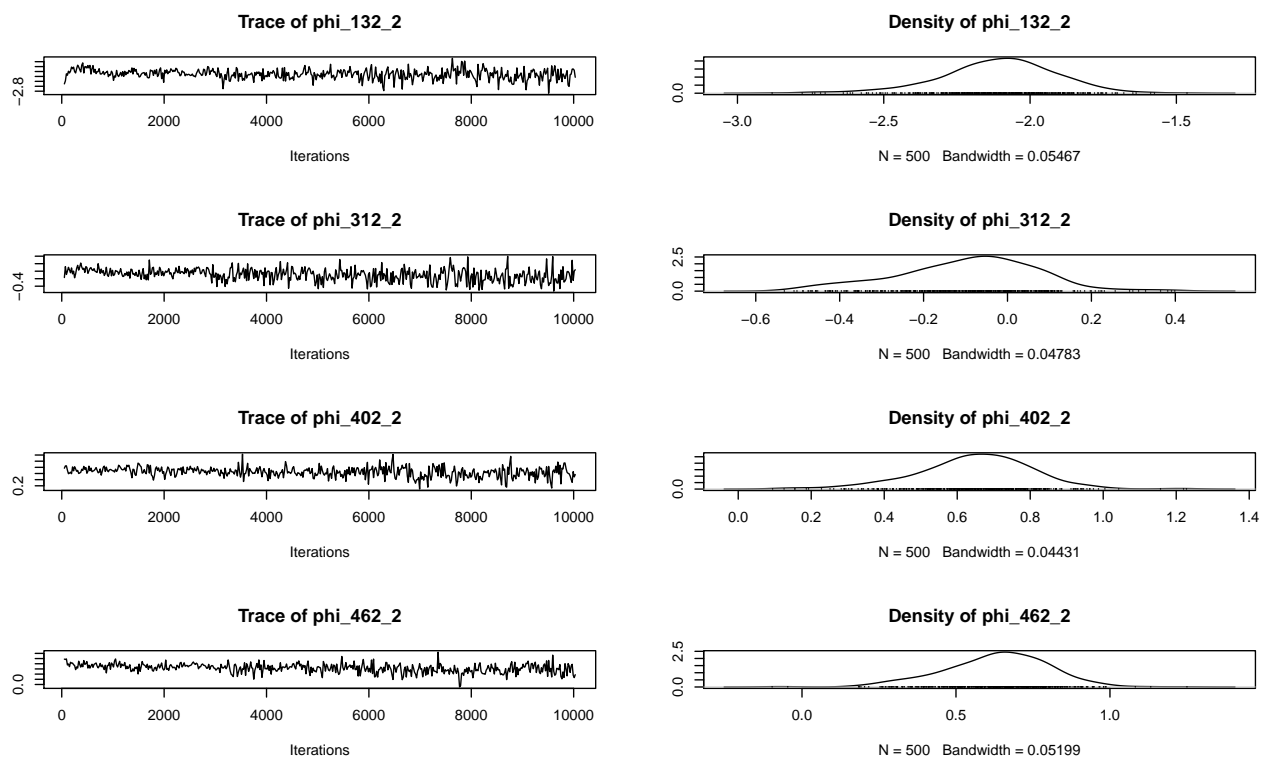 Trace of phi_132_2
−2.8
0 2000 4000 6000 8000 10000
Iterations
Density of phi_132_2
0.0
−3.0 −2.5 −2.0 −1.5
N = 500 Bandwidth = 0.05467
Trace of phi_312_2
−0.4
0 2000 4000 6000 8000 10000
Iterations
Density of phi_312_2
0.0 2.5
−0.6 −0.4 −0.2 0.0 0.2 0.4
N = 500 Bandwidth = 0.04783
Trace of phi_402_2
0.2
0 2000 4000 6000 8000 10000
Iterations
Density of phi_402_2
0.0
0.0 0.2 0.4 0.6 0.8 1.0 1.2 1.4
N = 500 Bandwidth = 0.04431
Trace of phi_462_2
0.0
0 2000 4000 6000 8000 10000
Iterations
Density of phi_462_2
0.0 2.5
0.0 0.5 1.0
N = 500 Bandwidth = 0.05199